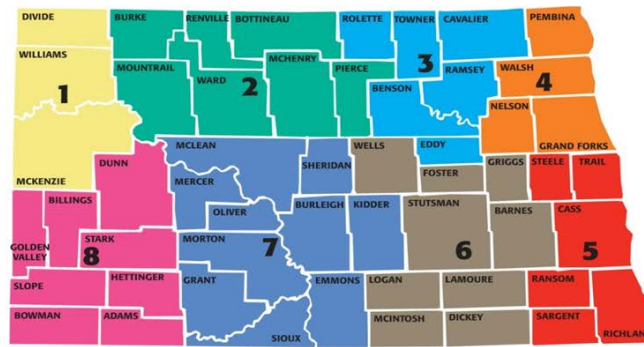 DIVIDE
BURKE
RENVILLE
BOTTINEAU
ROLETTE
TOWNER
CAVALIER
PEMBINA
WILLIAMS
MOUNTRAIL
WARD
MCHENRY
PIERCE
BENSON
RAMSEY
WALSH
1
2
3
4
NELSON
GRAND FORKS
MCKENZIE
DUNN
MCLEAN
SHERIDAN
WELLS
EDDY
FOSTER
GRIGGS
STEELE
TRAIL
BILLINGS
MERCER
OLIVER
BURLEIGH
KIDDER
STUTSMAN
BARNES
CASS
GOLDEN
VALLEY
STARK
8
MORTON
7
6
5
SLOPE
HETTINGER
GRANT
EMMONS
LOGAN
LAMOURE
RANSOM
BOWMAN
ADAMS
SIOUX
MCINTOSH
DICKEY
SARGENT
RICHLAN